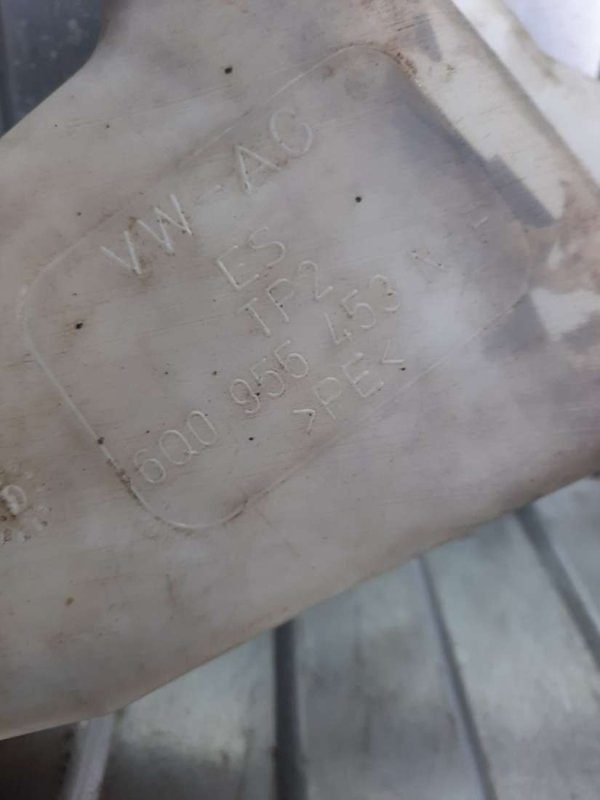 VW-AG
ES
TP2
6Q0 955 453
>PE<